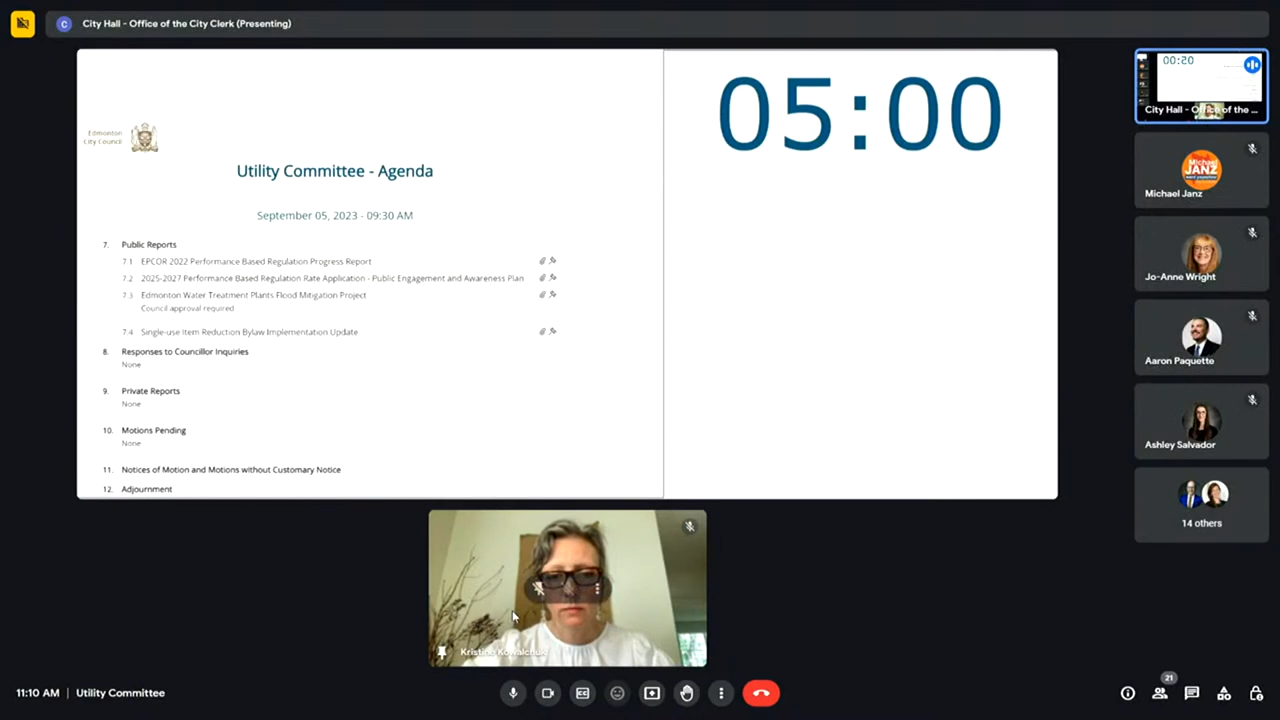 C City Hall - Office of the City Clerk (Presenting)
Edmonton
City Council
Utility Committee - Agenda
September 05, 2023 - 09:30 AM
7. Public Reports
7.1 EPCOR 2022 Performance Based Regulation Progress Report
7.2 2025-2027 Performance Based Regulation Rate Application - Public Engagement and Awareness Plan
7.3 Edmonton Water Treatment Plants Flood Mitigation Project
Council approval required
7.4 Single-use Item Reduction Bylaw Implementation Update
8. Responses to Councillor Inquiries
None
9. Private Reports
None
10. Motions Pending
None
11. Notices of Motion and Motions without Customary Notice
12. Adjournment
05:00
00:50
City Hall - Office of the ...
Michael JANZ
Michael Janz
Jo-Anne Wright
Aaron Paquette
Ashley Salvador
14 others
Kristine Kowalchuk
11:10 AM | Utility Committee
21